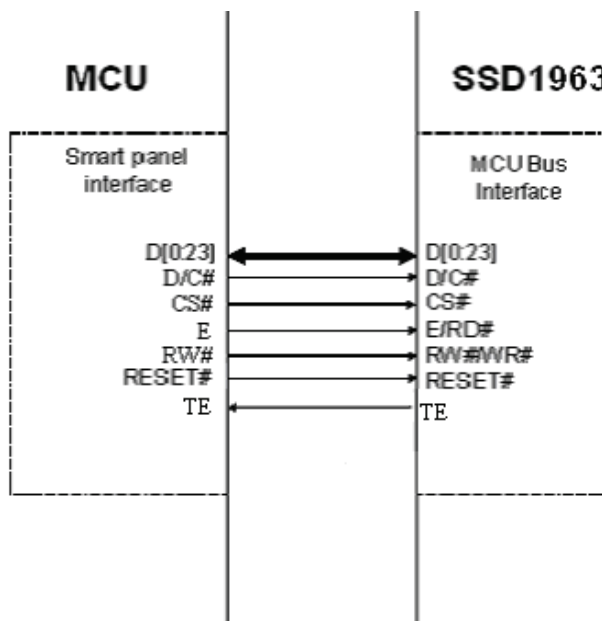 MCU
SSD1963
Smart panel
interface
MCU Bus
Interface
D[0:23]
D[0:23]
D/C#
D/C#
CS#
CS#
E
E/RD#
RW#
RW#/WR#
RESET#
RESET#
TE
TE